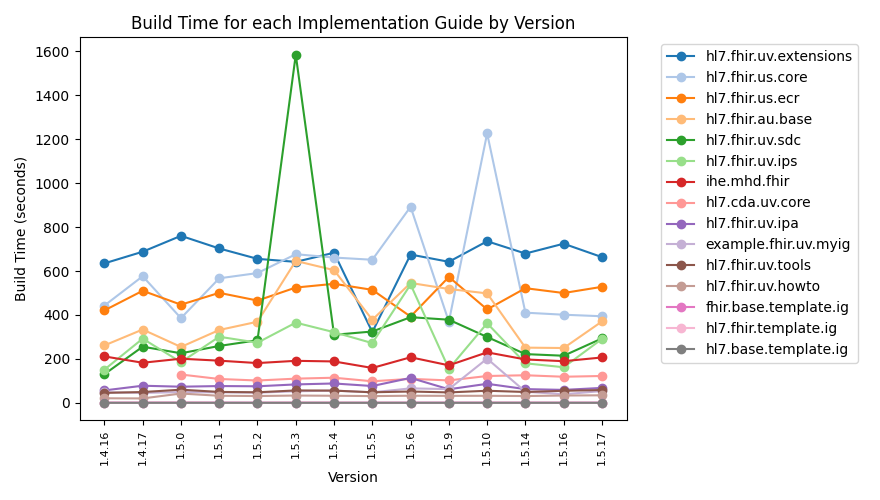 Build Time for each Implementation Guide by Version
Build Time (seconds)
1600
1400
1200
1000
800
600
400
200
0
1.4.16
1.4.17
1.5.0
1.5.1
1.5.2
1.5.3
1.5.4
1.5.5
1.5.6
1.5.9
1.5.10
1.5.14
1.5.16
1.5.17
Version
hl7.fhir.uv.extensions
hl7.fhir.us.core
hl7.fhir.us.ecr
hl7.fhir.au.base
hl7.fhir.uv.sdc
hl7.fhir.uv.ips
ihe.mhd.fhir
hl7.cda.uv.core
hl7.fhir.uv.ipa
example.fhir.uv.myig
hl7.fhir.uv.tools
hl7.fhir.uv.howto
fhir.base.template.ig
hl7.fhir.template.ig
hl7.base.template.ig